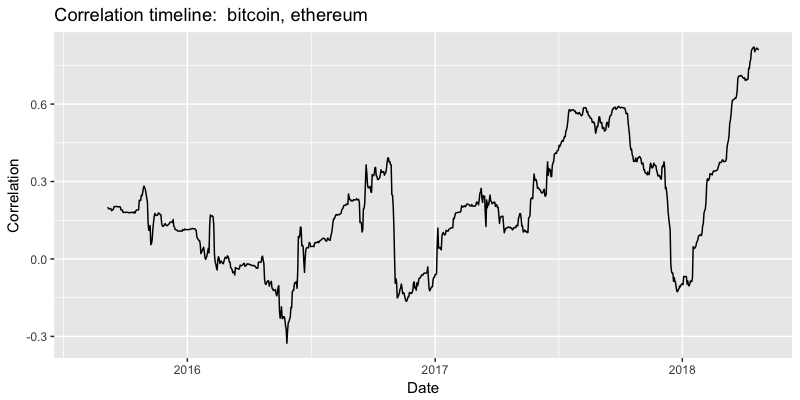 Correlation timeline:  bitcoin, ethereum
Correlation
0.6
0.3
0.0
-0.3
2016
2017
2018
Date